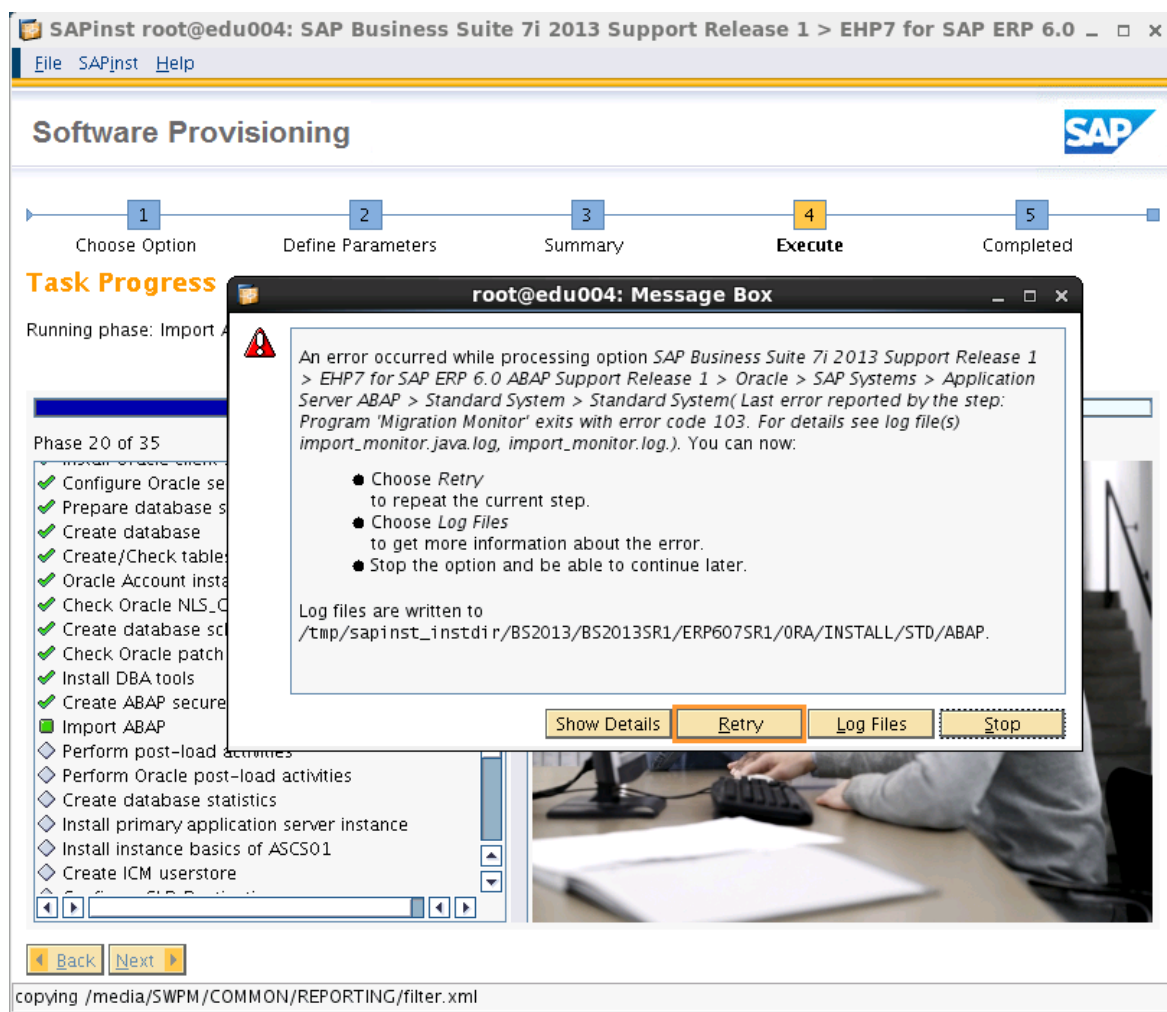 SAPinst root@edu004: SAP Business Suite 7i 2013 Support Release 1 > EHP7 for SAP ERP 6.0
File SAPinst Help
Software Provisioning
SAP
1 2 3 4 5
Choose Option Define Parameters Summary Execute Completed
Task Progress
root@edu004: Message Box
Running phase: Import A
An error occurred while processing option SAP Business Suite 7i 2013 Support Release 1
> EHP7 for SAP ERP 6.0 ABAP Support Release 1 > Oracle > SAP Systems > Application
Server ABAP > Standard System > Standard System( Last error reported by the step:
Program 'Migration Monitor' exits with error code 103. For details see log file(s)
import_monitor.java.log, import_monitor.log.). You can now:
Choose Retry
to repeat the current step.
Choose Log Files
to get more information about the error.
Stop the option and be able to continue later.
Log files are written to
/tmp/sapinst_instdir/BS2013/BS2013SR1/ERP607SR1/ORA/INSTALL/STD/ABAP.
Show Details Retry Log Files Stop
Phase 20 of 35
Configure Oracle se
Prepare database s
Create database
Create/Check tables
Oracle Account insta
Check Oracle NLS_C
Create database sc
Check Oracle patch
Install DBA tools
Create ABAP secure
Import ABAP
Perform post-load activities
Perform Oracle post-load activities
Create database statistics
Install primary application server instance
Install instance basics of ASCS01
Create ICM userstore
Back Next
copying /media/SWPM/COMMON/REPORTING/filter.xml